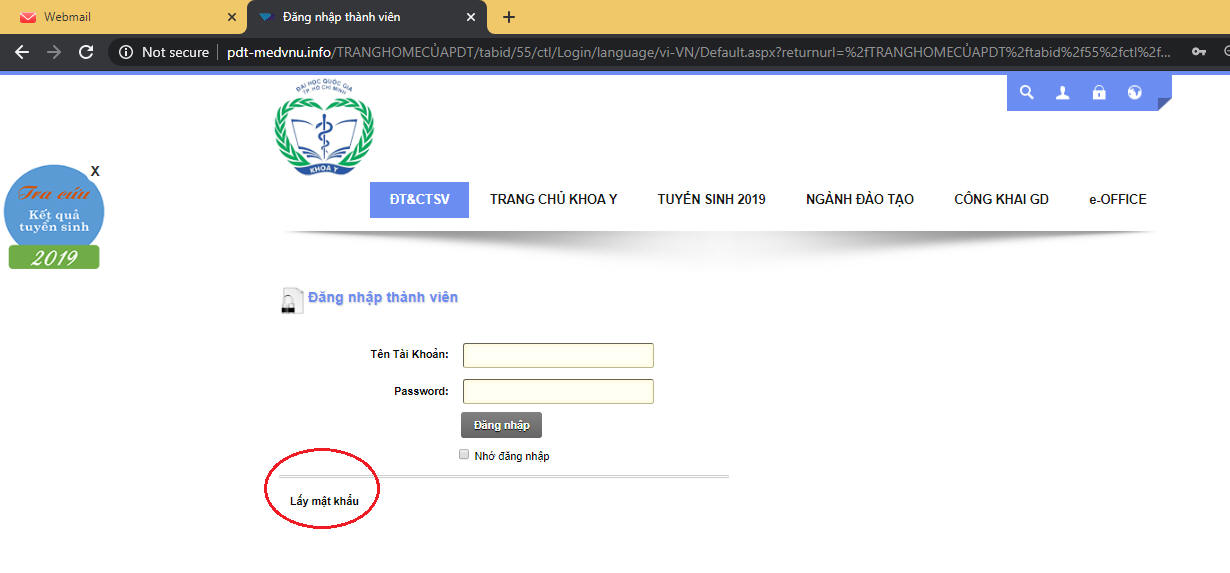 Webmail
Đăng nhập thành viên
Not secure
pdt-medvnu.info/TRANGHOMECỦAPDT/tabid/55/ctl/Login/language/vi-VN/Default.aspx?returnurl=%2fTRANGHOMECỦAPDT%2ftabid%2f55%2fctl%2f...
ĐẠI HỌC QUỐC GIA
TP. HỒ CHÍ MINH
KHOA Y
X
Tra cứu
Kết quả
tuyển sinh
2019
ĐT&CTSV TRANG CHỦ KHOA Y TUYỂN SINH 2019 NGÀNH ĐÀO TẠO CÔNG KHAI GD e-OFFICE
Đăng nhập thành viên
Tên Tài Khoản:
Password:
Đăng nhập
Nhớ đăng nhập
Lấy mật khẩu